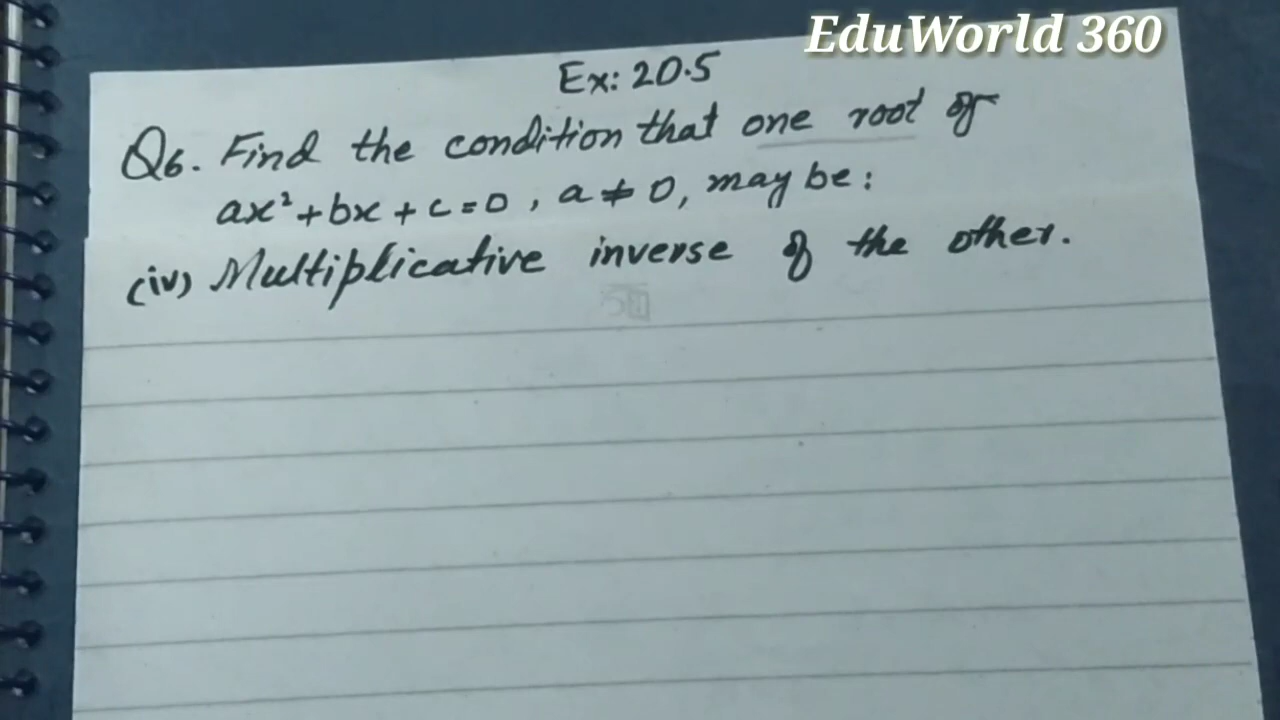 EduWorld 360
Ex: 20.5
Q6. Find the condition that one root of
ax²+bx+c=0, a≠0, may be:
(iv) Multiplicative inverse of the other.